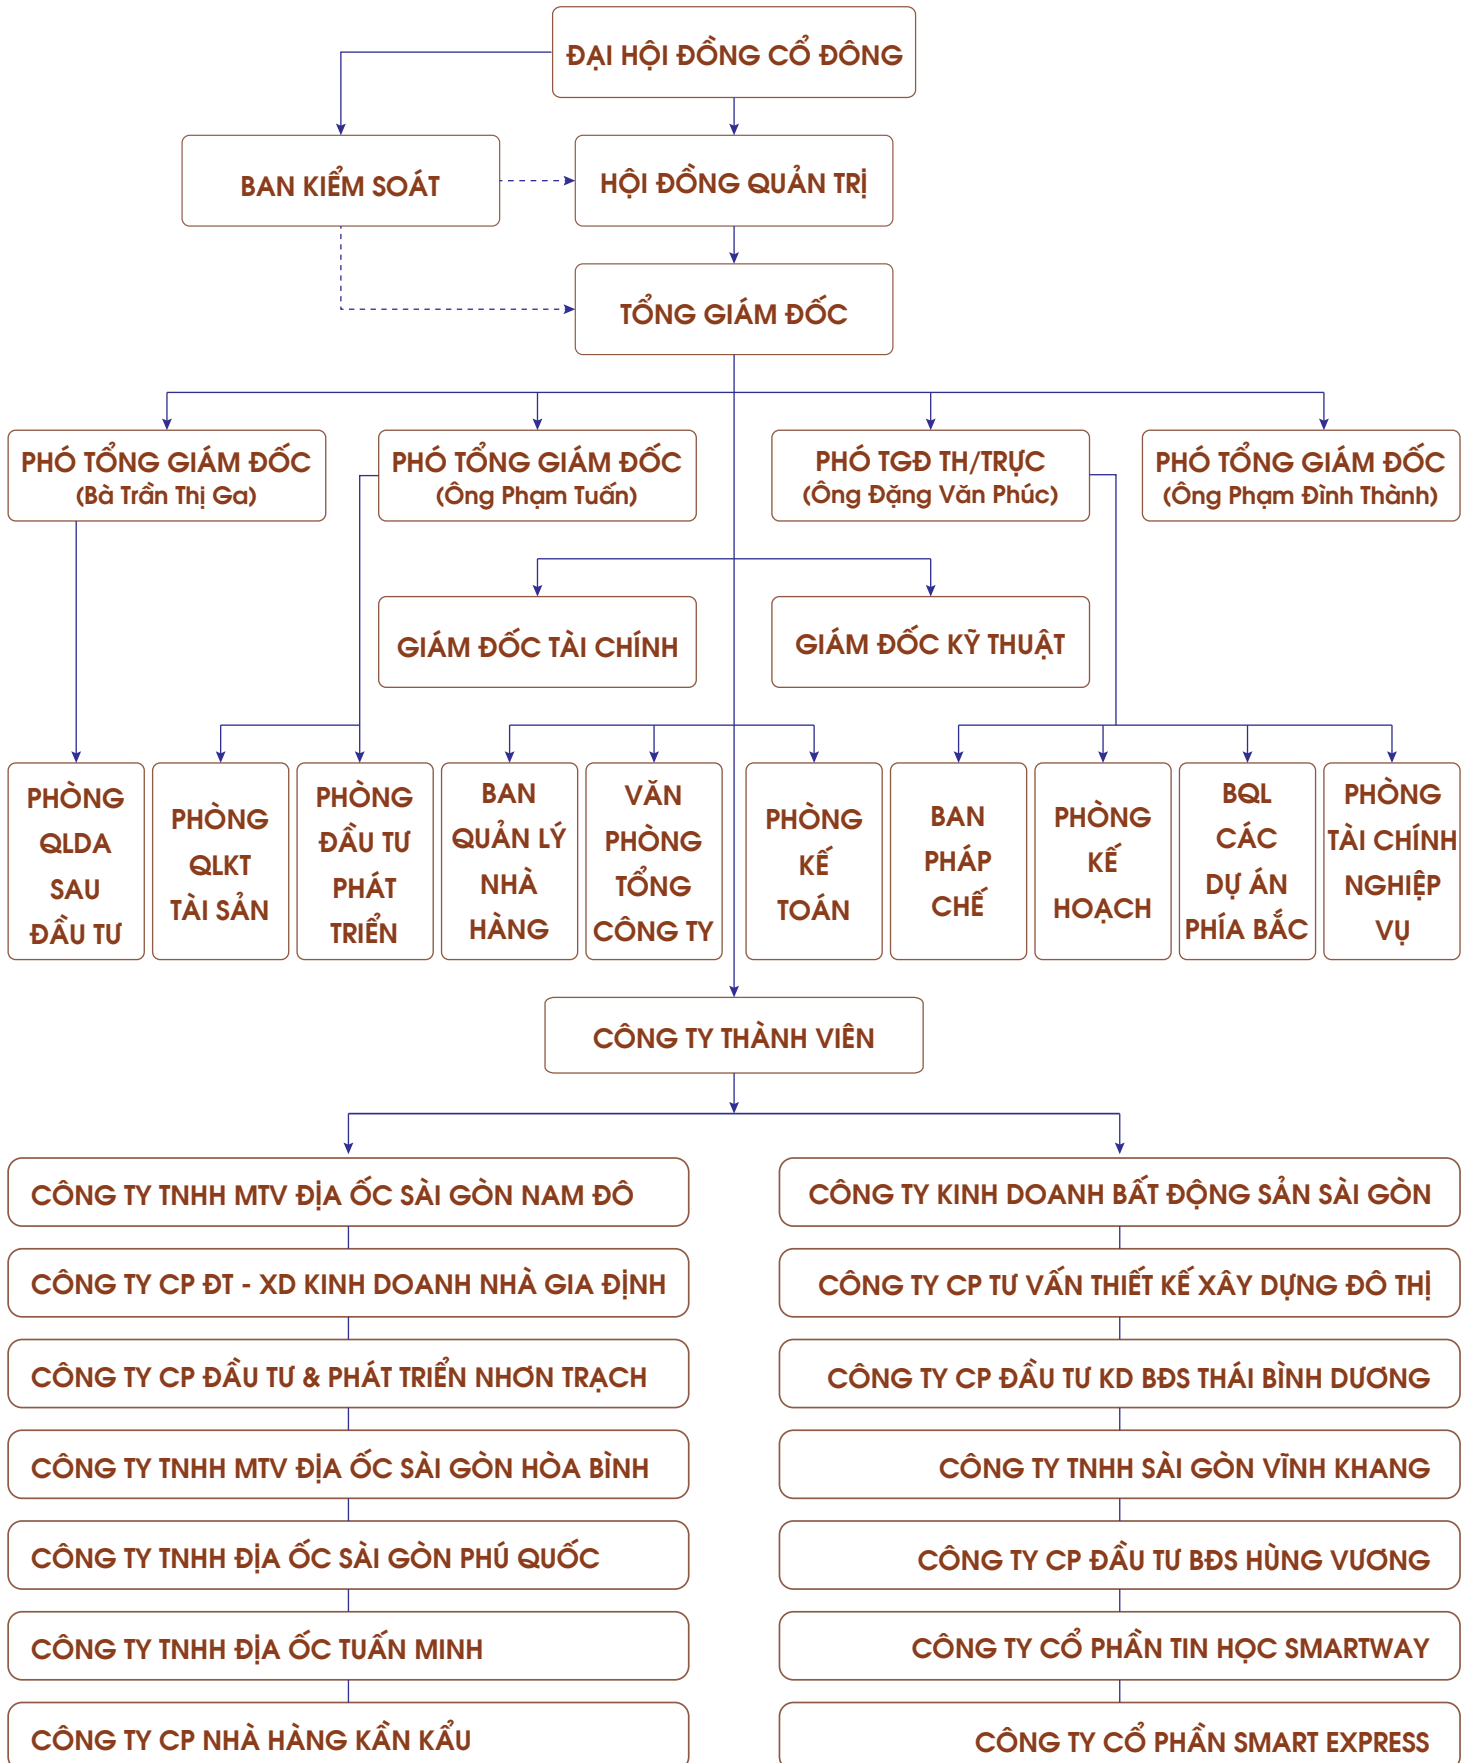 ĐẠI HỘI ĐỒNG CỔ ĐÔNG
BAN KIỂM SOÁT
HỘI ĐỒNG QUẢN TRỊ
TỔNG GIÁM ĐỐC
PHÓ TỔNG GIÁM ĐỐC
(Bà Trần Thị Ga)
PHÓ TỔNG GIÁM ĐỐC
(Ông Phạm Tuấn)
PHÓ TGĐ TH/TRỰC
(Ông Đặng Văn Phúc)
PHÓ TỔNG GIÁM ĐỐC
(Ông Phạm Đình Thành)
GIÁM ĐỐC TÀI CHÍNH
GIÁM ĐỐC KỸ THUẬT
PHÒNG
QLDA
SAU
ĐẦU TƯ
PHÒNG
QLKT
TÀI SẢN
PHÒNG
ĐẦU TƯ
PHÁT
TRIỂN
BAN
QUẢN LÝ
NHÀ
HÀNG
VĂN
PHÒNG
TỔNG
CÔNG TY
PHÒNG
KẾ
TOÁN
BAN
PHÁP
CHẾ
PHÒNG
KẾ
HOẠCH
BQL
CÁC
DỰ ÁN
PHÍA BẮC
PHÒNG
TÀI CHÍNH
NGHIỆP
VỤ
CÔNG TY THÀNH VIÊN
CÔNG TY TNHH MTV ĐỊA ỐC SÀI GÒN NAM ĐÔ
CÔNG TY CP ĐT - XD KINH DOANH NHÀ GIA ĐỊNH
CÔNG TY CP ĐẦU TƯ & PHÁT TRIỂN NHƠN TRẠCH
CÔNG TY TNHH MTV ĐỊA ỐC SÀI GÒN HÒA BÌNH
CÔNG TY TNHH ĐỊA ỐC SÀI GÒN PHÚ QUỐC
CÔNG TY TNHH ĐỊA ỐC TUẤN MINH
CÔNG TY CP NHÀ HÀNG KẦN KẨU
CÔNG TY KINH DOANH BẤT ĐỘNG SẢN SÀI GÒN
CÔNG TY CP TƯ VẤN THIẾT KẾ XÂY DỰNG ĐÔ THỊ
CÔNG TY CP ĐẦU TƯ KD BĐS THÁI BÌNH DƯƠNG
CÔNG TY TNHH SÀI GÒN VĨNH KHANG
CÔNG TY CP ĐẦU TƯ BĐS HÙNG VƯƠNG
CÔNG TY CỔ PHẦN TIN HỌC SMARTWAY
CÔNG TY CỔ PHẦN SMART EXPRESS